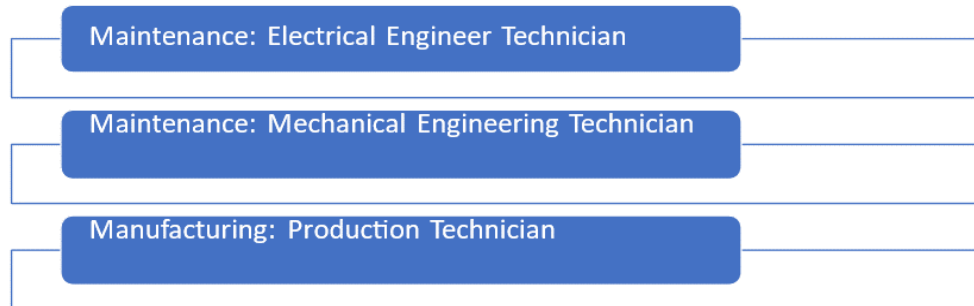 Maintenance: Electrical Engineer Technician
Maintenance: Mechanical Engineering Technician
Manufacturing: Production Technician